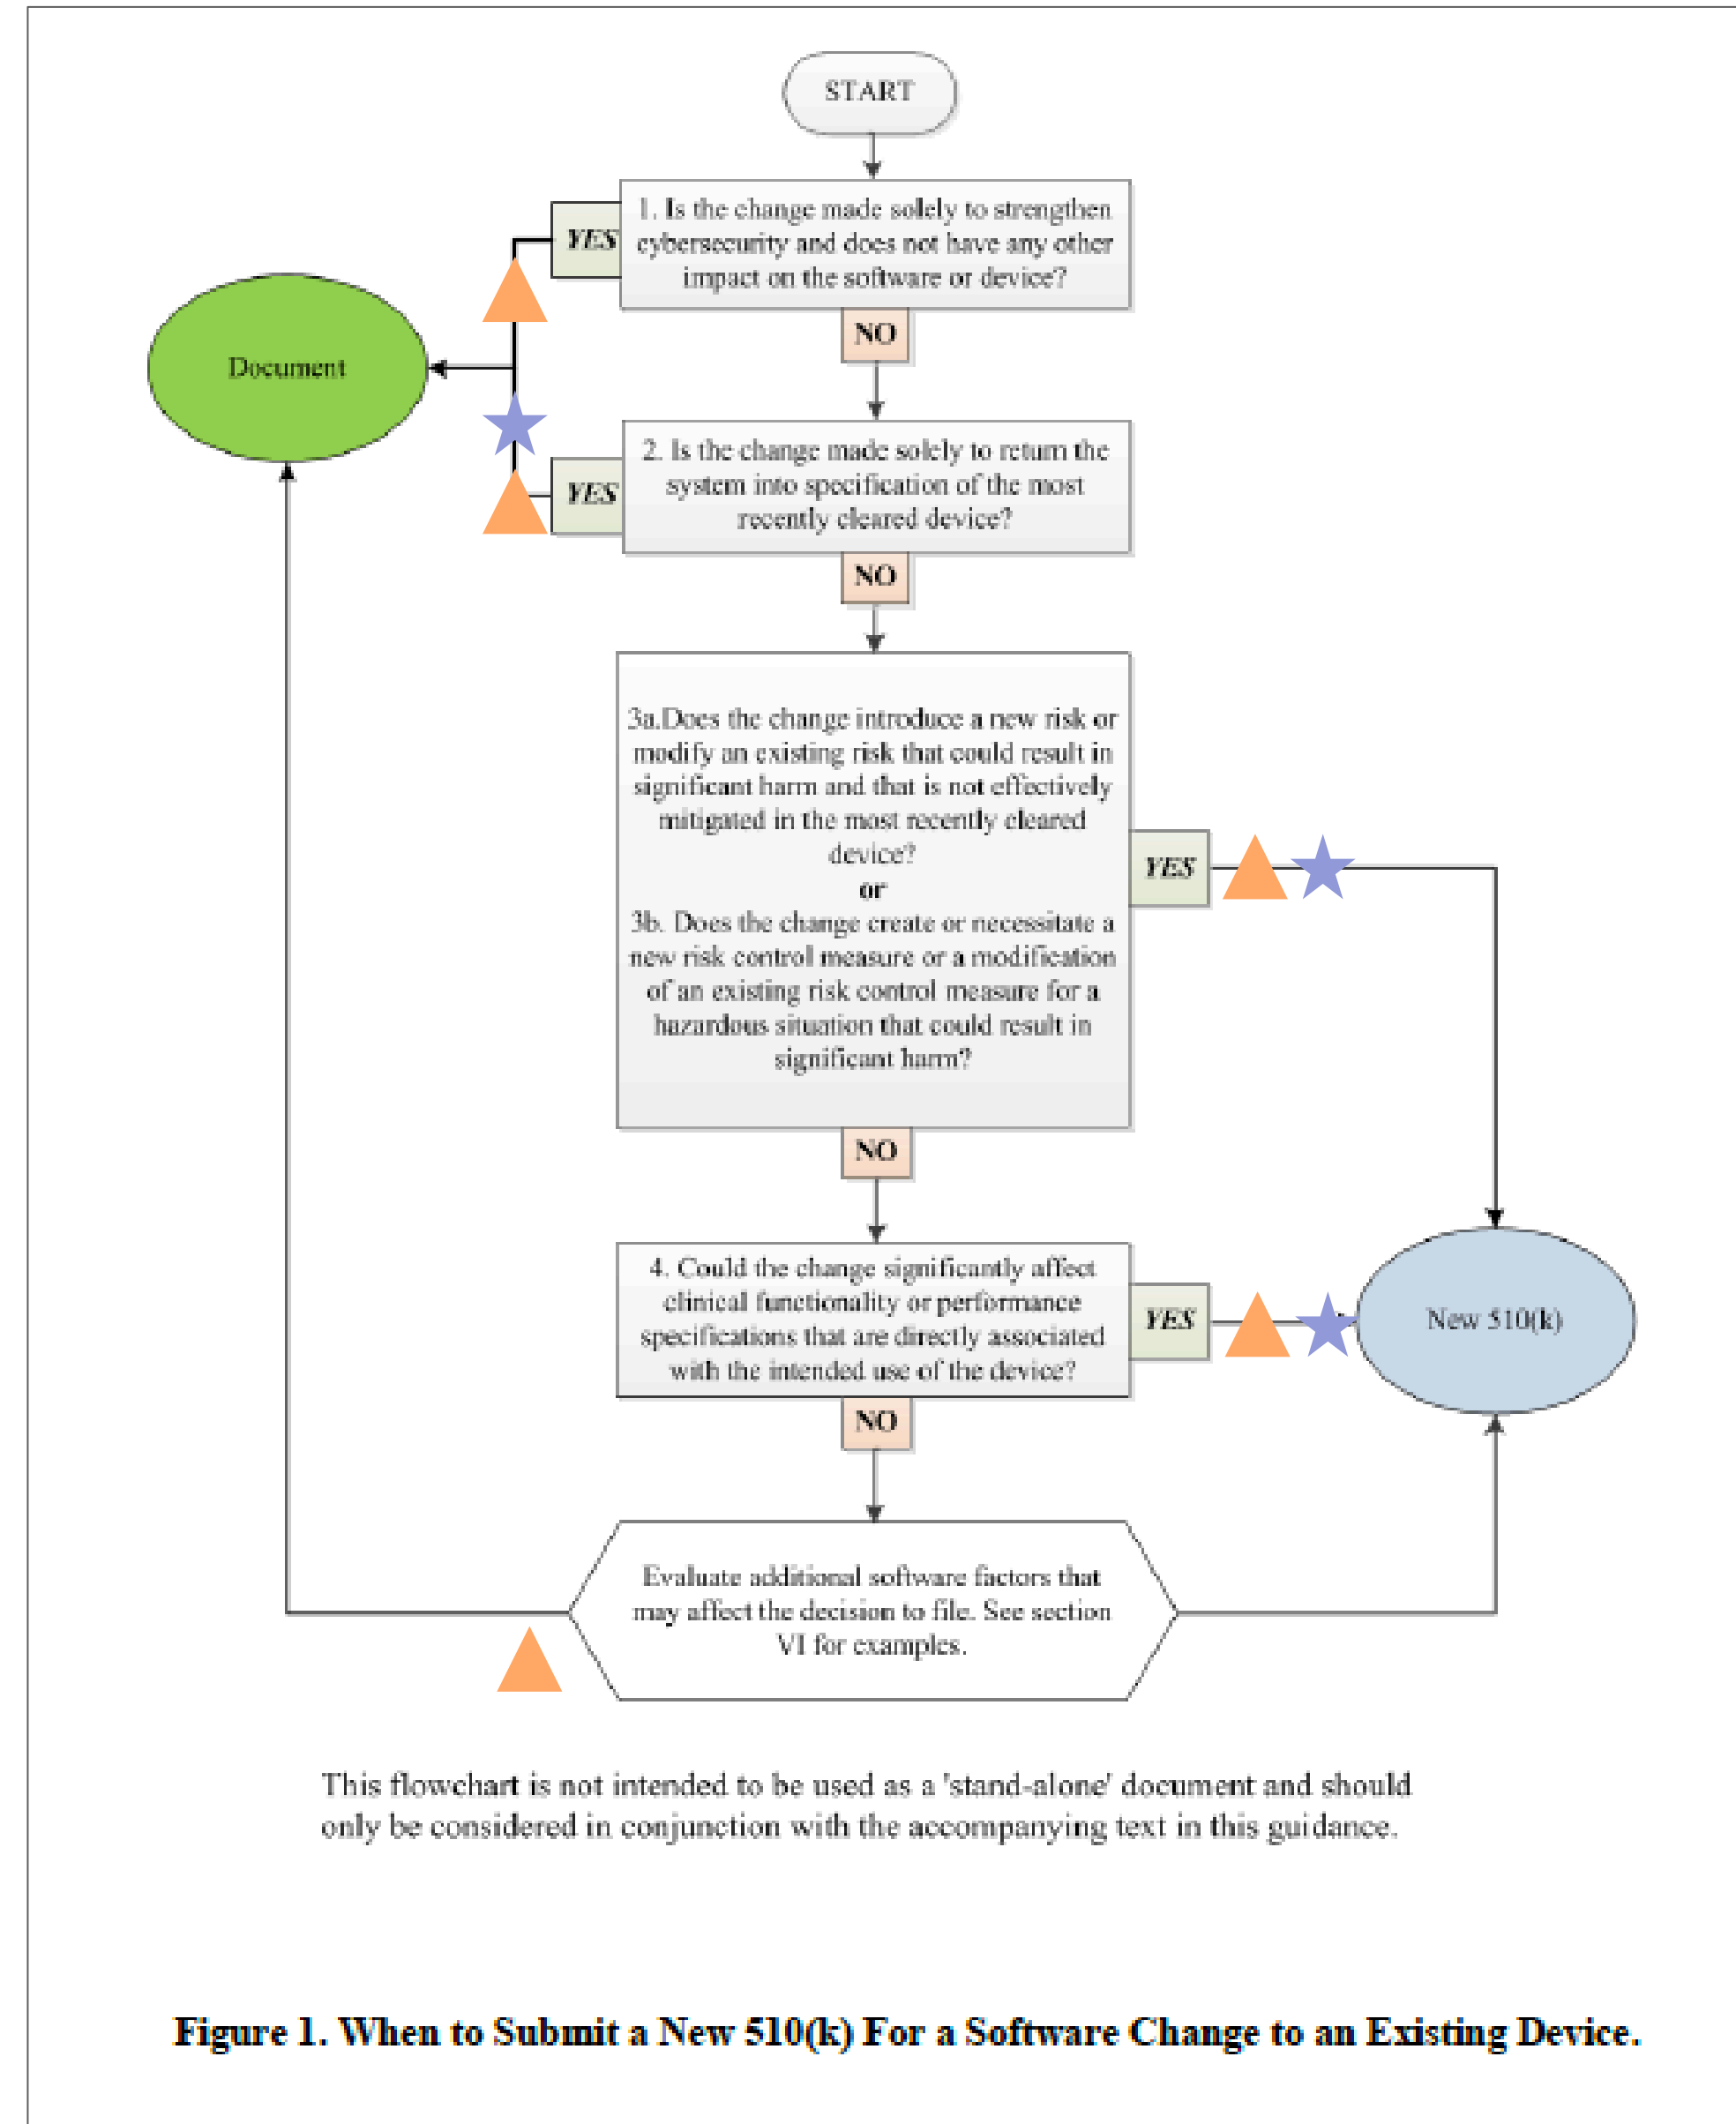 START
1. Is the change made solely to strengthen
YES
cybersecurity and does not have any other
impact on the software or device?
NO
Document
2. Is the change made solely to return the
YES
system into specification of the most
recently cleared device?
NO
3a.Does the change introduce a new risk or
modify an existing risk that could result in
significant harm and that is not effectively
mitigated in the most recently cleared
device?
or
3b. Does the change create or necessitate a
new risk control measure or a modification
of an existing risk control measure for a
hazardous situation that could result in
significant harm?
YES
NO
4. Could the change significantly affect
clinical functionality or performance
specifications that are directly associated
with the intended use of the device?
YES
New 510(k)
NO
Evaluate additional software factors that
may affect the decision to file. See section
VI for examples.
This flowchart is not intended to be used as a 'stand-alone' document and should
only be considered in conjunction with the accompanying text in this guidance.
Figure 1. When to Submit a New 510(k) For a Software Change to an Existing Device.